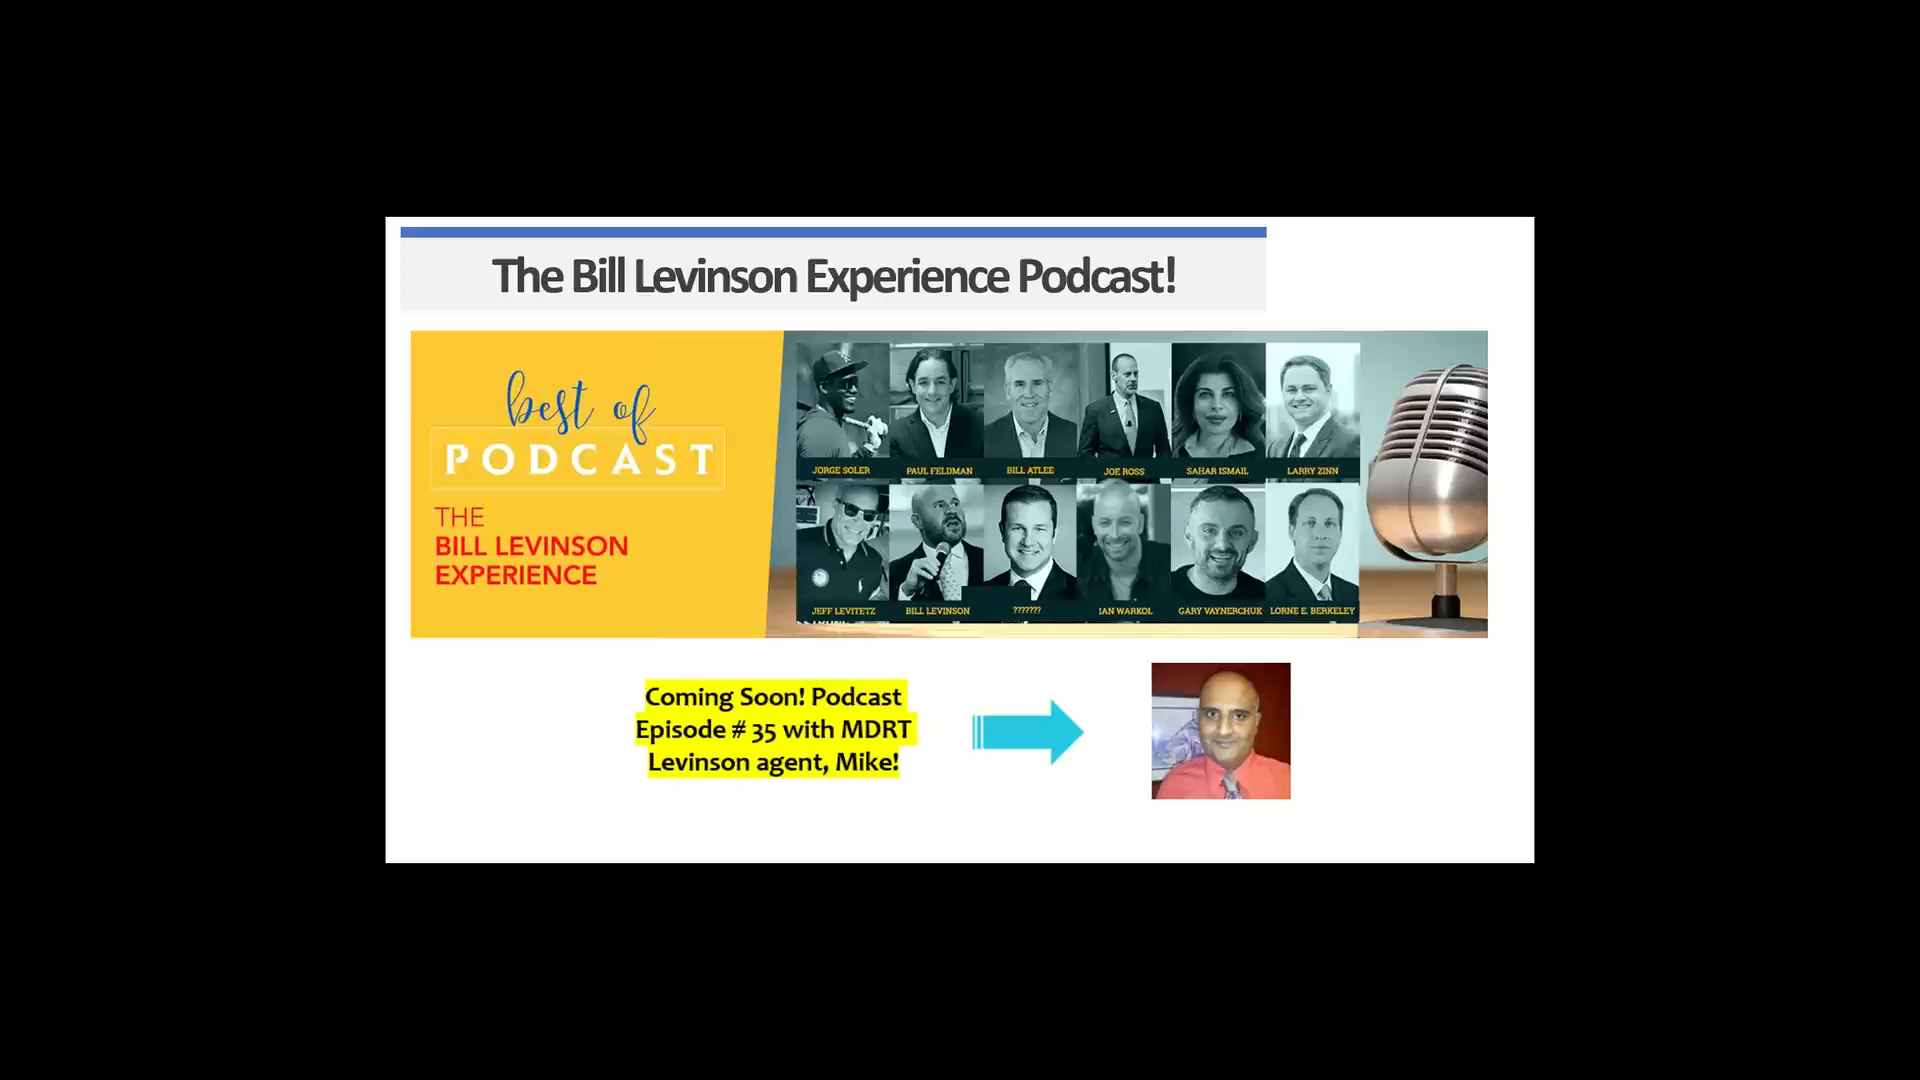 The Bill Levinson Experience Podcast!
best of
PODCAST
THE
BILL LEVINSON
EXPERIENCE
JORGE SOLER
PAUL FELDMAN
BILL ATLEE
JOE ROSS
SAHAR ISMAIL
LARRY ZINN
JEFF LEVITETZ
BILL LEVINSON
???????
IAN WARKOL
GARY VAYNERCHUK
LORNE E. BERKELEY
Coming Soon! Podcast
Episode # 35 with MDRT
Levinson agent, Mike!